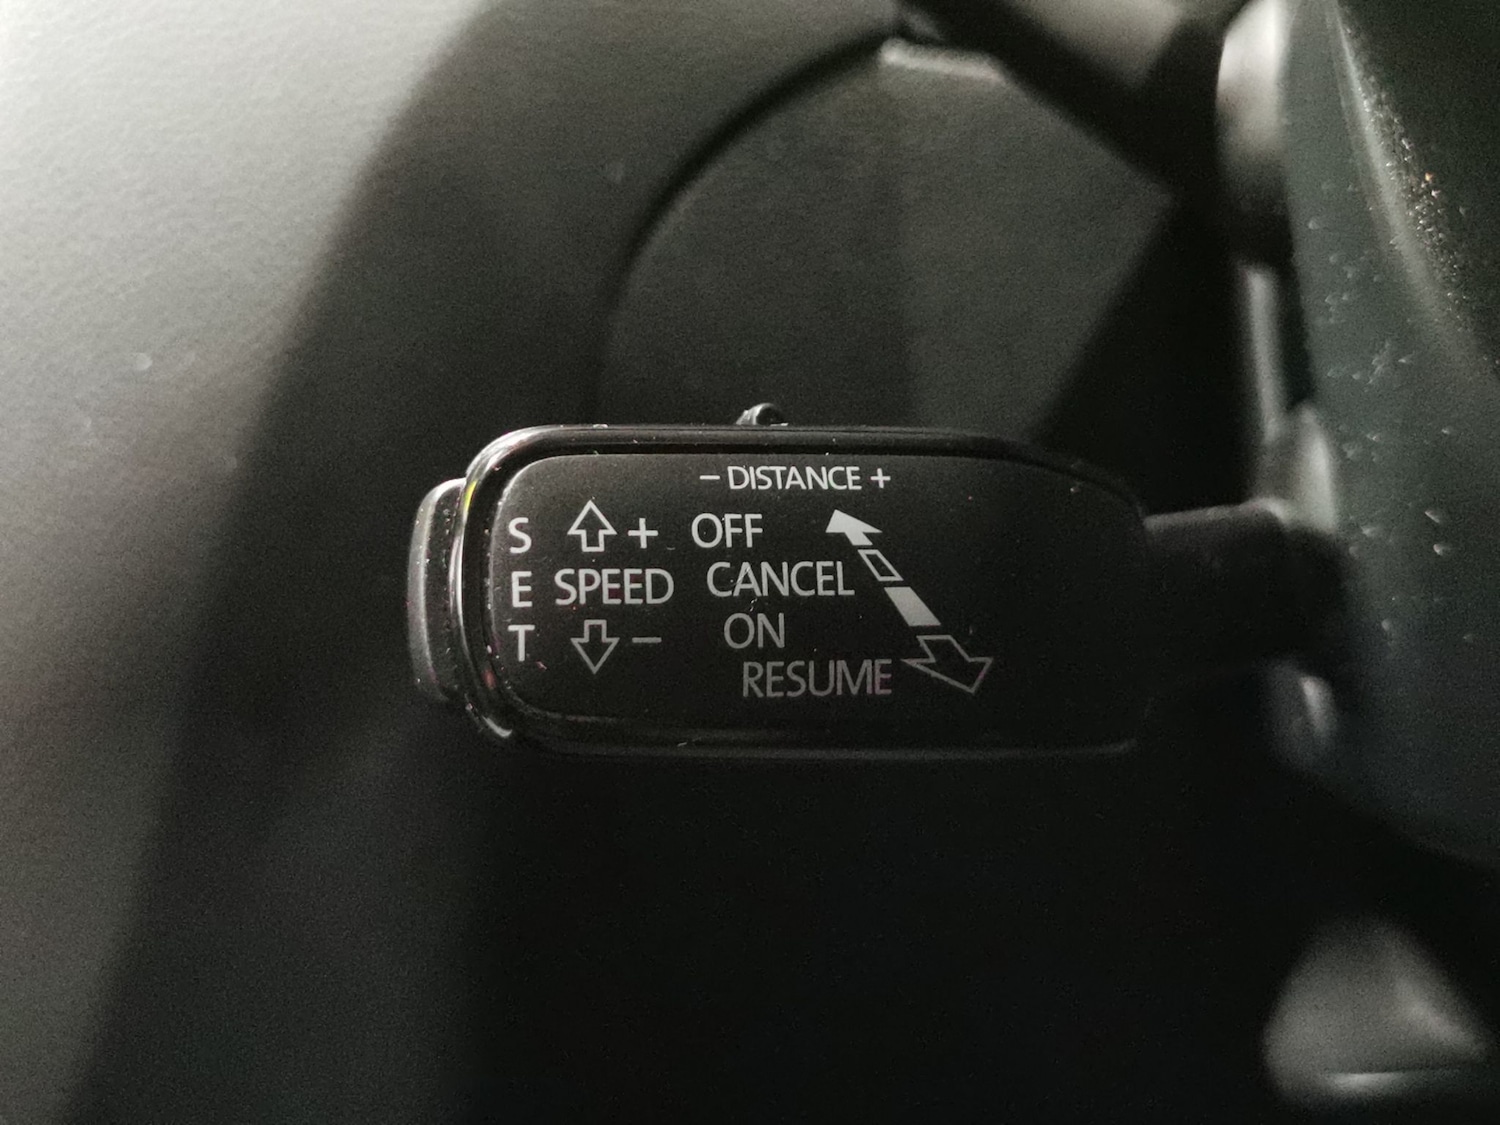 – DISTANCE +
S + OFF
E SPEED CANCEL
T – ON
RESUME